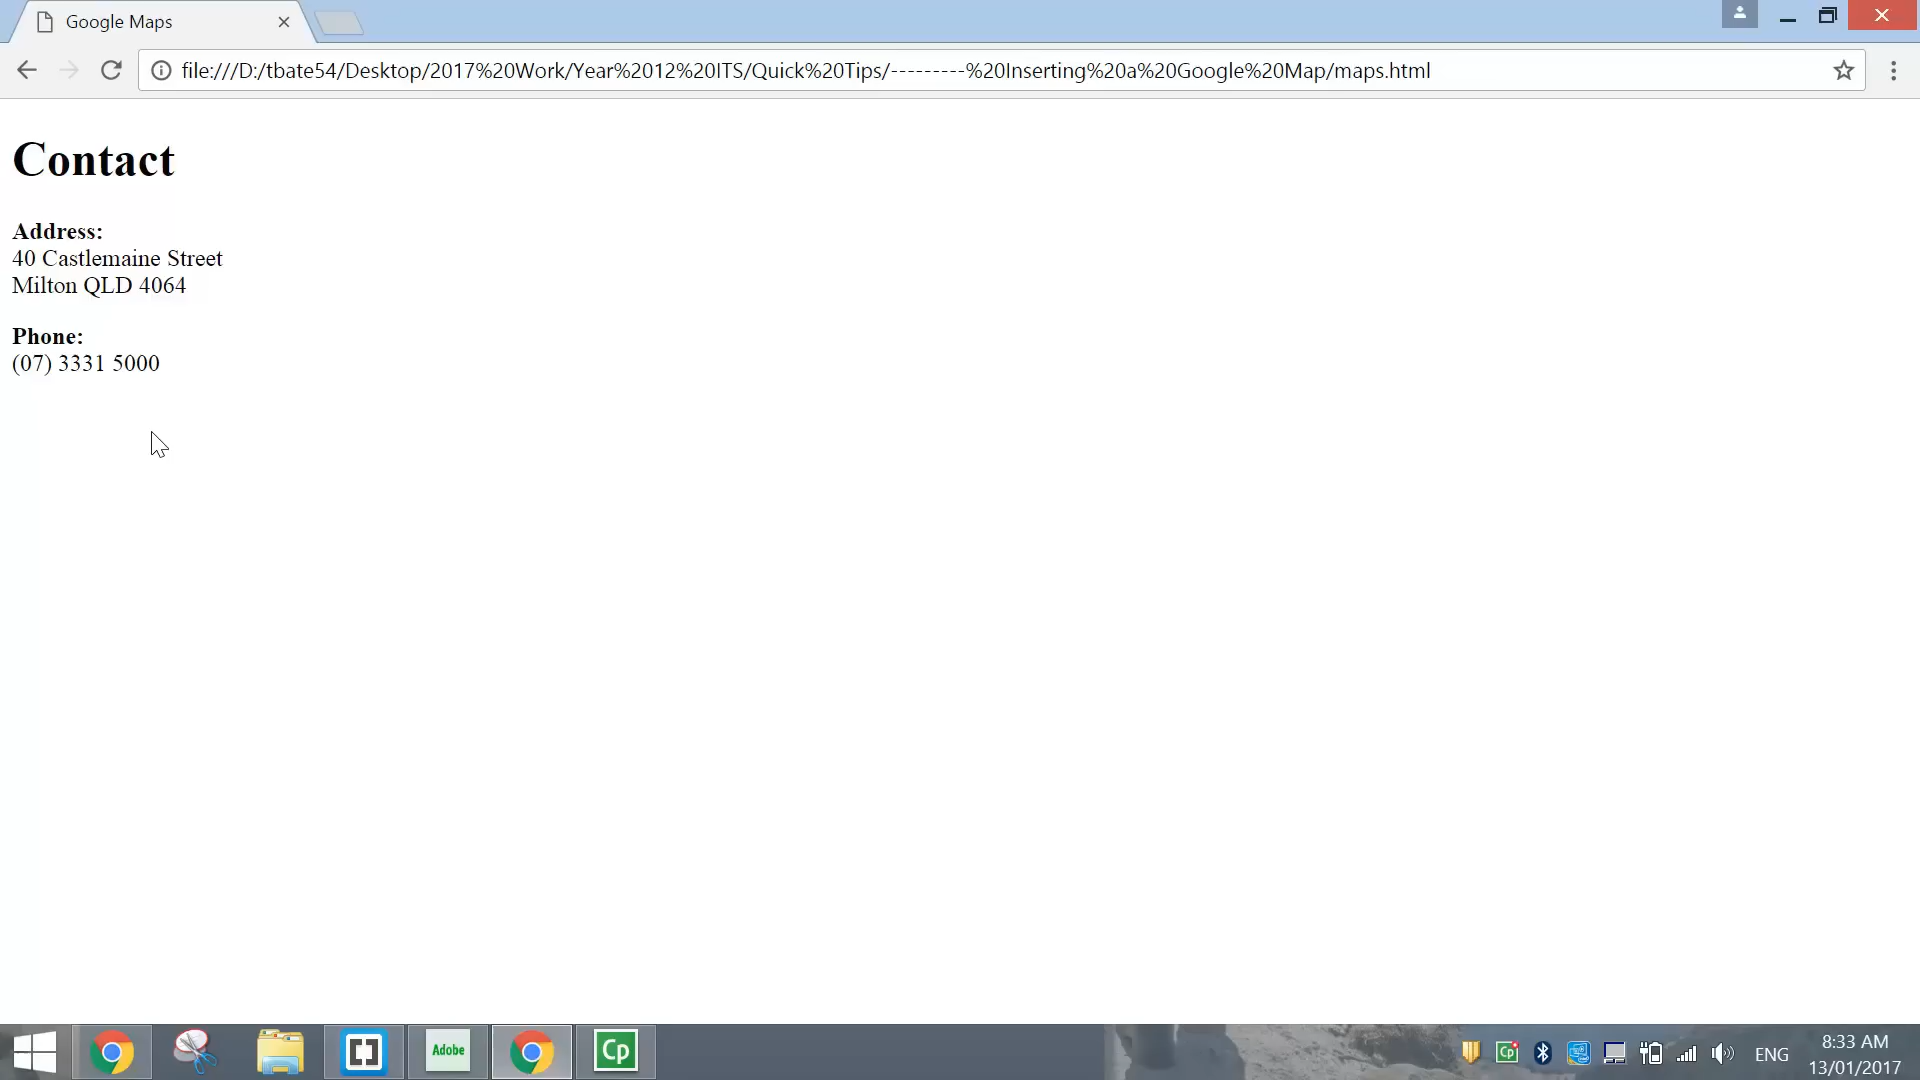 Google Maps
file:///D:/tbate54/Desktop/2017%20Work/Year%2012%20ITS/Quick%20Tips/---------%20Inserting%20a%20Google%20Map/maps.html
Contact
Address:
40 Castlemaine Street
Milton QLD 4064
Phone:
(07) 3331 5000
Adobe
Cp
Cp
ENG
8:33 AM
13/01/2017